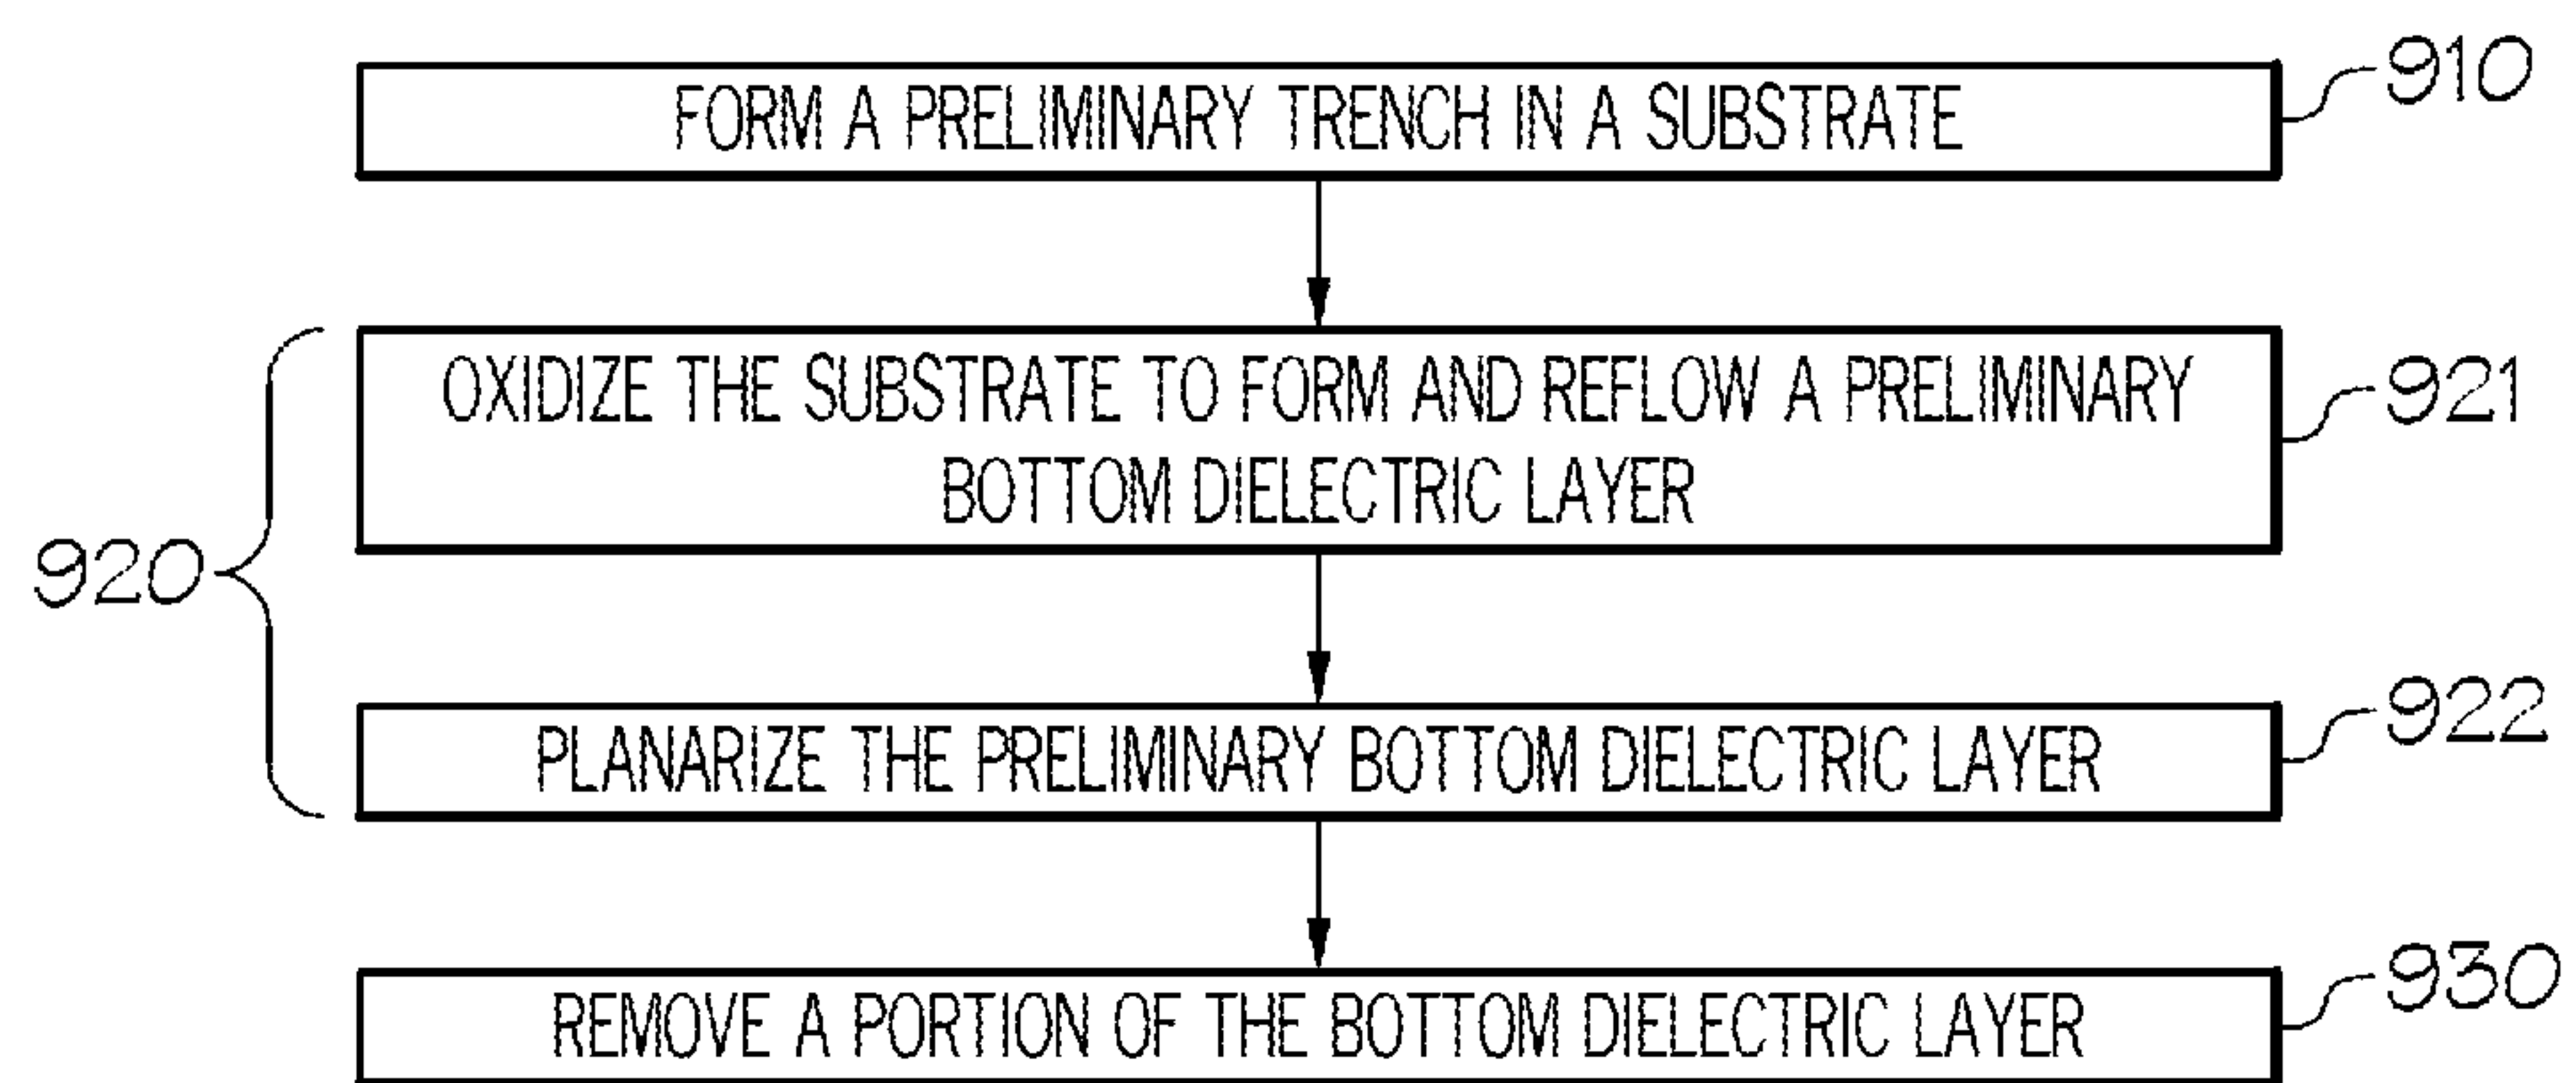 FORM A PRELIMINARY TRENCH IN A SUBSTRATE
910
OXIDIZE THE SUBSTRATE TO FORM AND REFLOW A PRELIMINARY
BOTTOM DIELECTRIC LAYER
921
920
PLANARIZE THE PRELIMINARY BOTTOM DIELECTRIC LAYER
922
REMOVE A PORTION OF THE BOTTOM DIELECTRIC LAYER
930